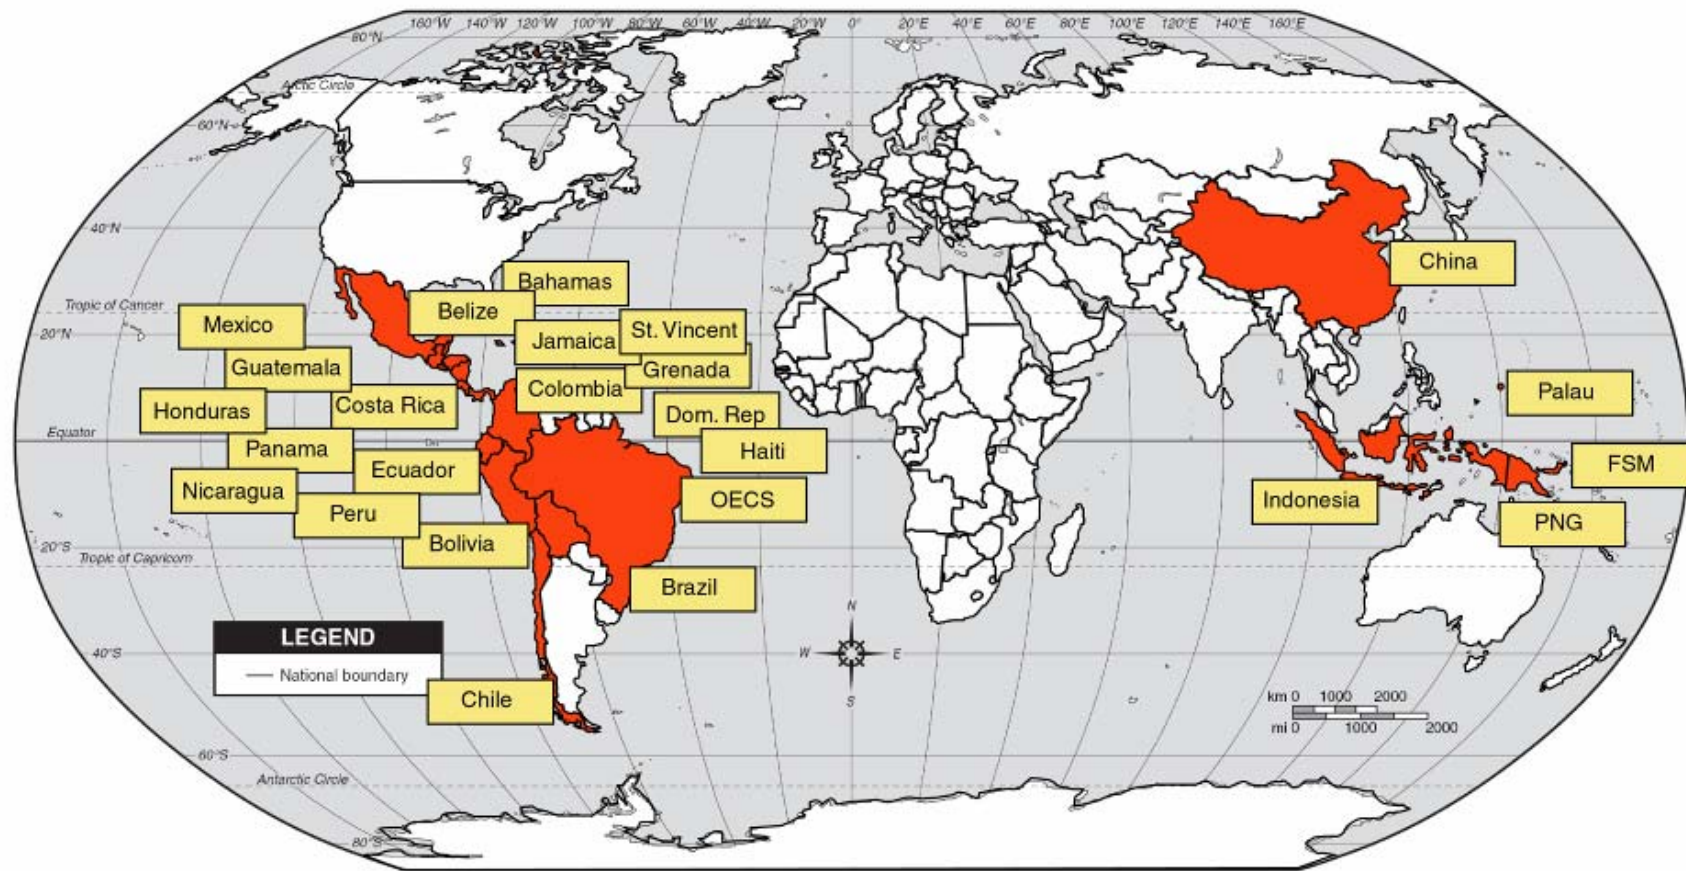 160°W 140°W 120°W 100°W 80°W 60°W 40°W 20°W 0° 20°E 40°E 60°E 80°E 100°E 120°E 140°E 160°E
80°N
Arctic Circle
60°N
40°N
China
Bahamas
Tropic of Cancer
Belize
Mexico
St. Vincent
20°N
Jamaica
Guatemala
Grenada
Colombia
Palau
Honduras
Costa Rica
Dom. Rep
Equator
Panama
Haiti
Ecuador
FSM
Nicaragua
OECS
Indonesia
Peru
PNG
Bolivia
20°S
Tropic of Capricorn
Brazil
N
LEGEND
40°S
W E
National boundary
S
Chile
km 0 1000 2000
mi 0 1000 2000
60°S
Antarctic Circle
80°S